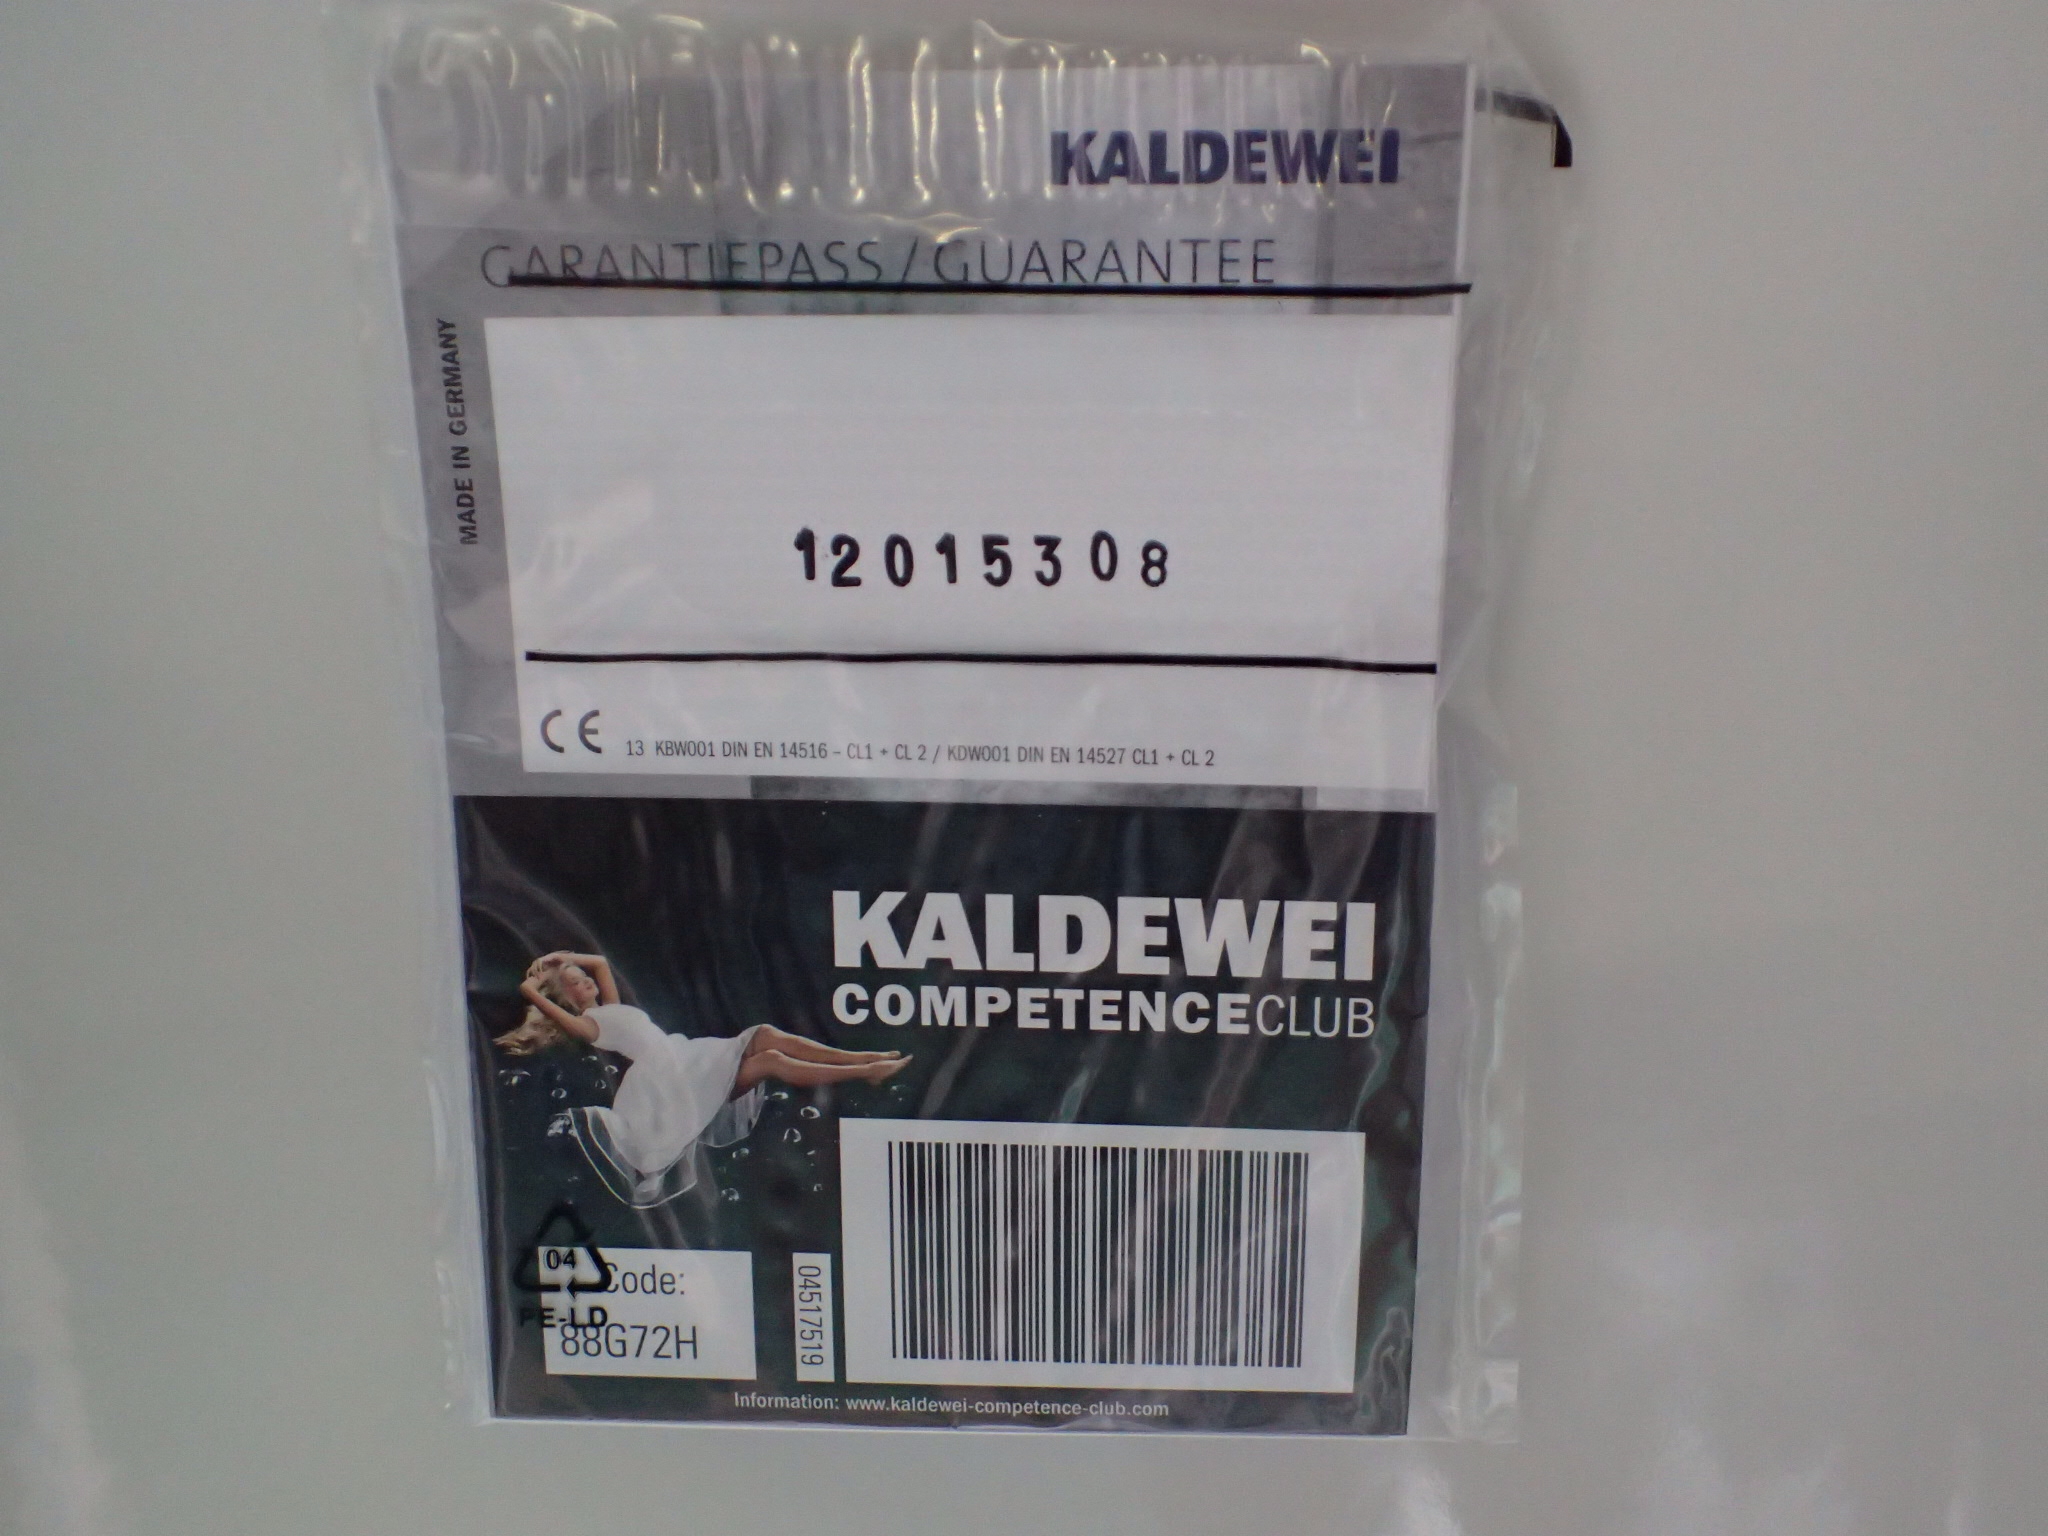 KALDEWEI
GARANTIEPASS / GUARANTEE
MADE IN GERMANY
12015308
CE 13 KBW001 DIN EN 14516 – CL1 + CL 2 / KDW001 DIN EN 14527 CL1 + CL 2
KALDEWEI
COMPETENCECLUB
04
PE-LD
Code:
88G72H
04517519
Information: www.kaldewei-competence-club.com